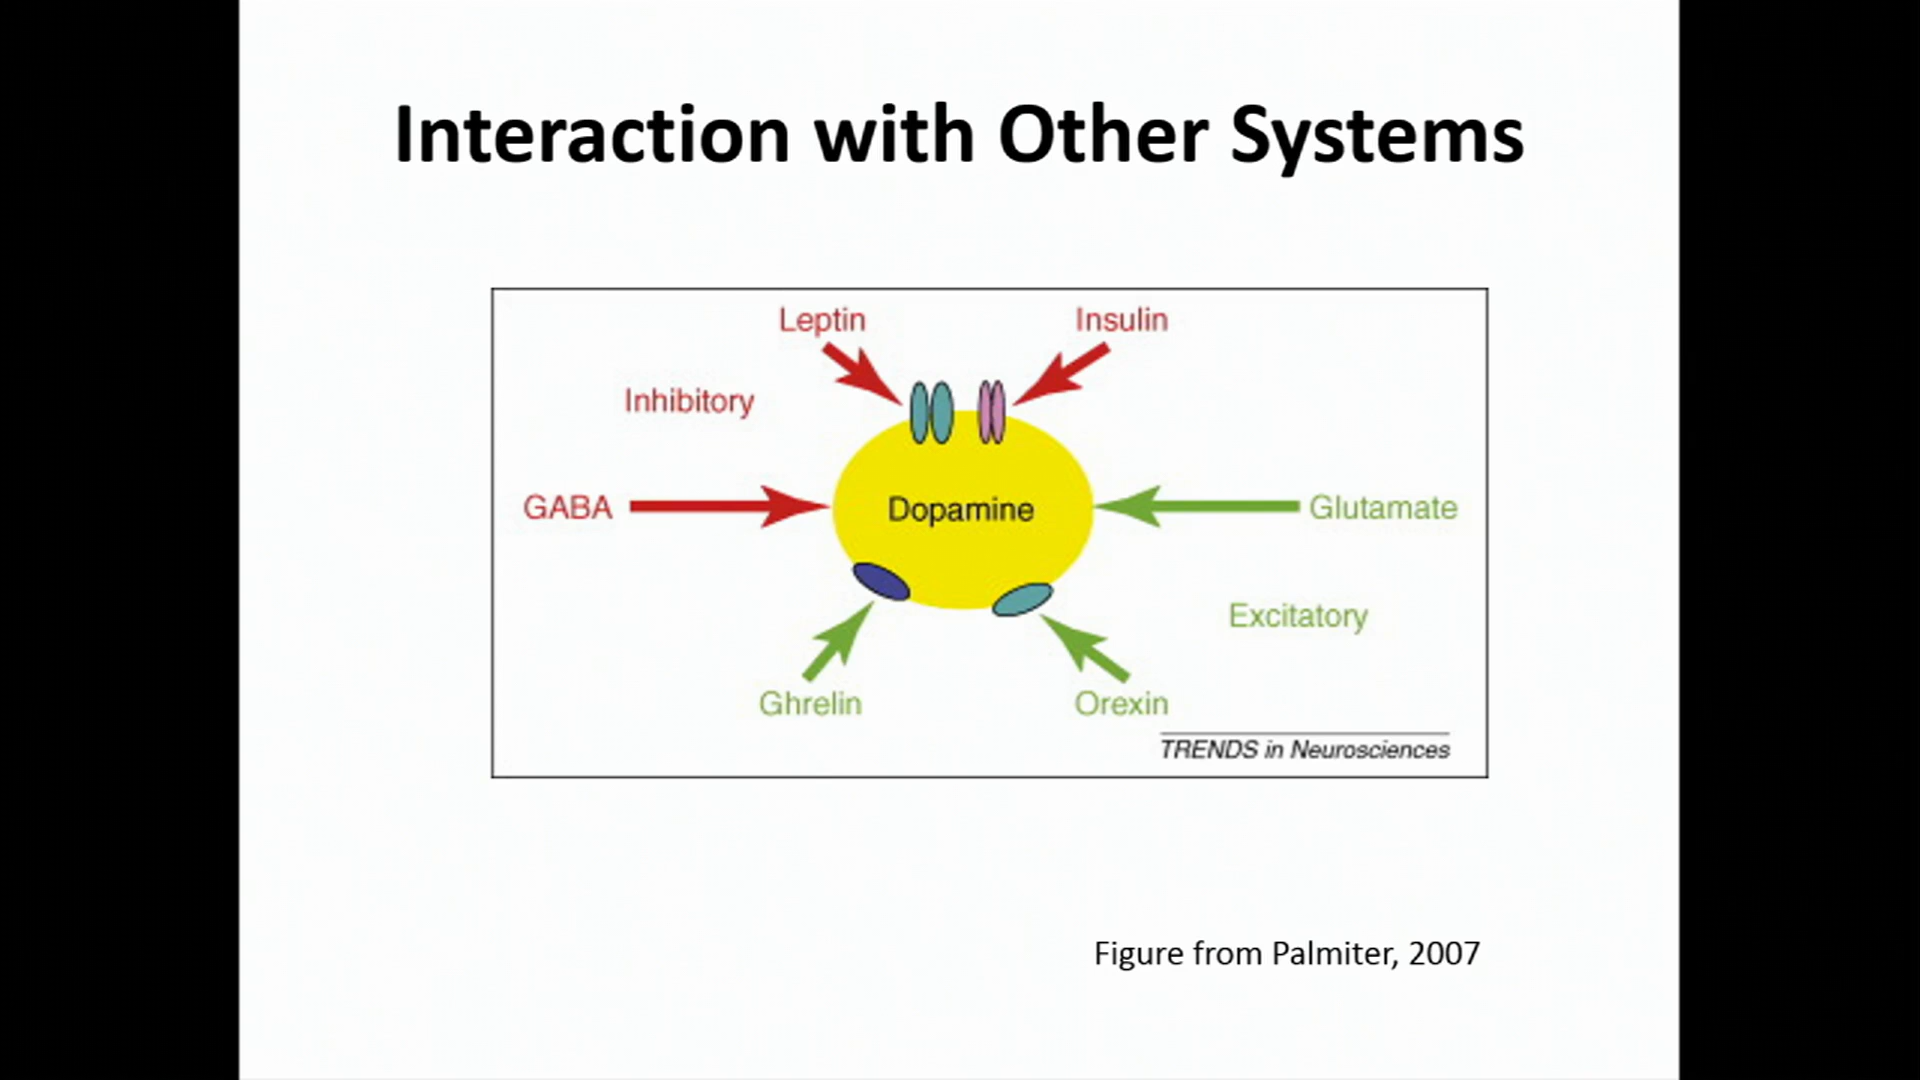 Interaction with Other Systems
Leptin
Insulin
Inhibitory
GABA
Dopamine
Glutamate
Excitatory
Ghrelin
Orexin
TRENDS in Neurosciences
Figure from Palmiter, 2007